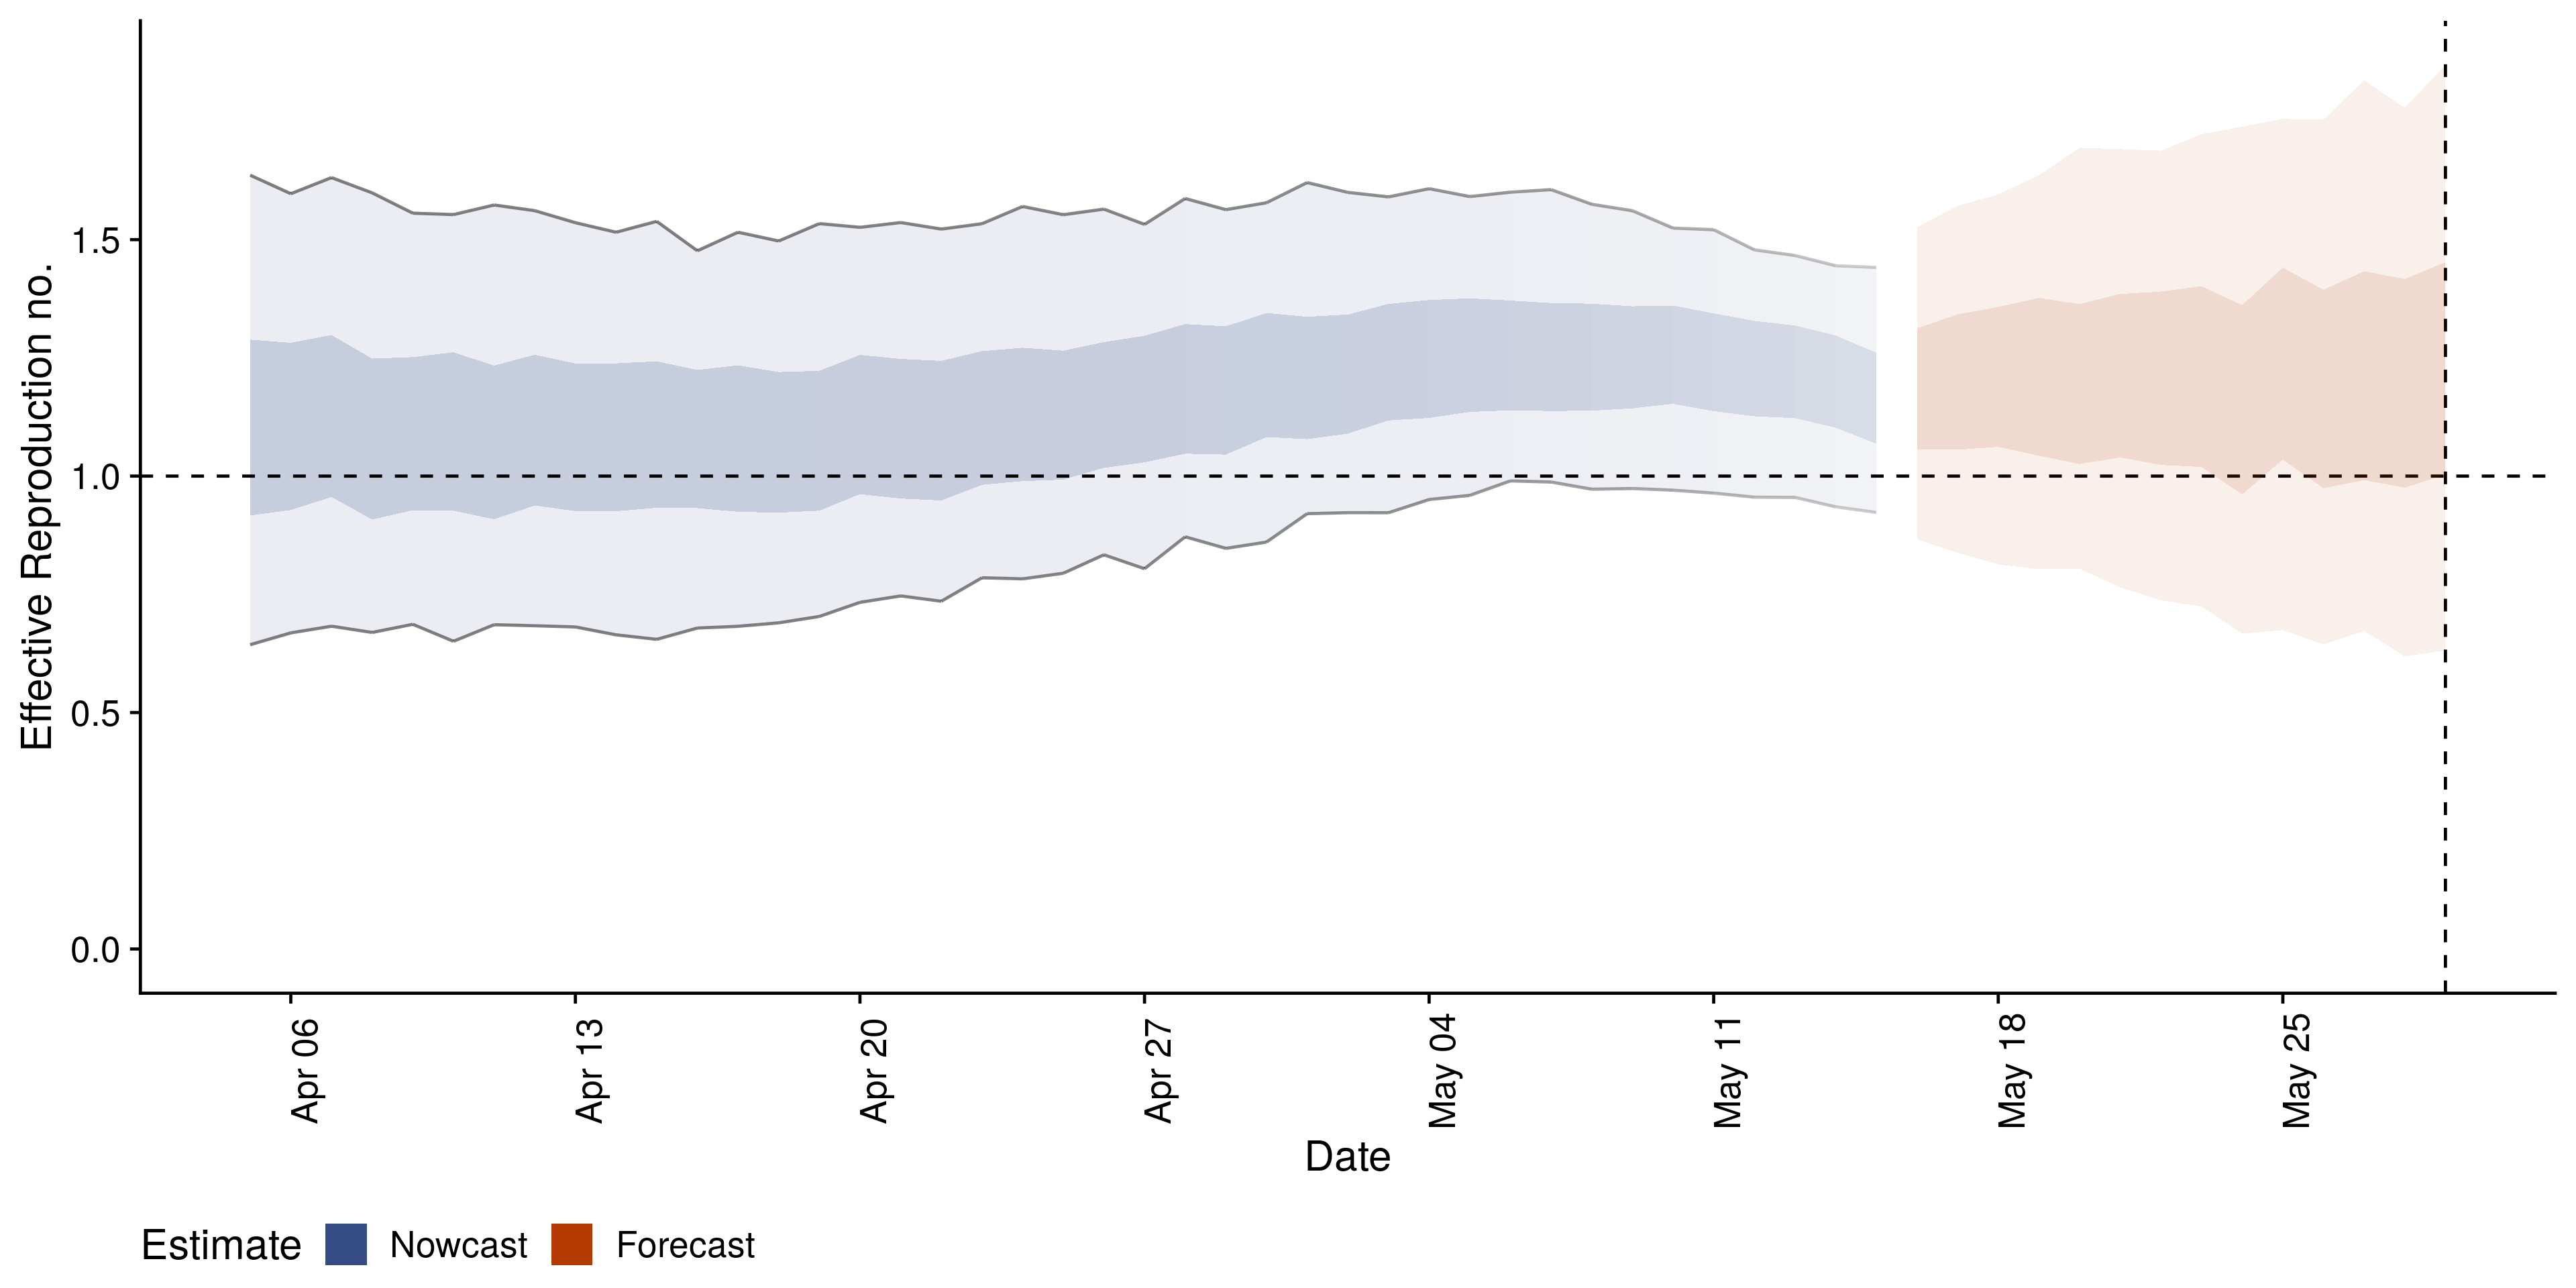 Effective Reproduction no.
1.5
1.0
0.5
0.0
Apr 06
Apr 13
Apr 20
Apr 27
May 04
May 11
May 18
May 25
Date
Estimate Nowcast Forecast